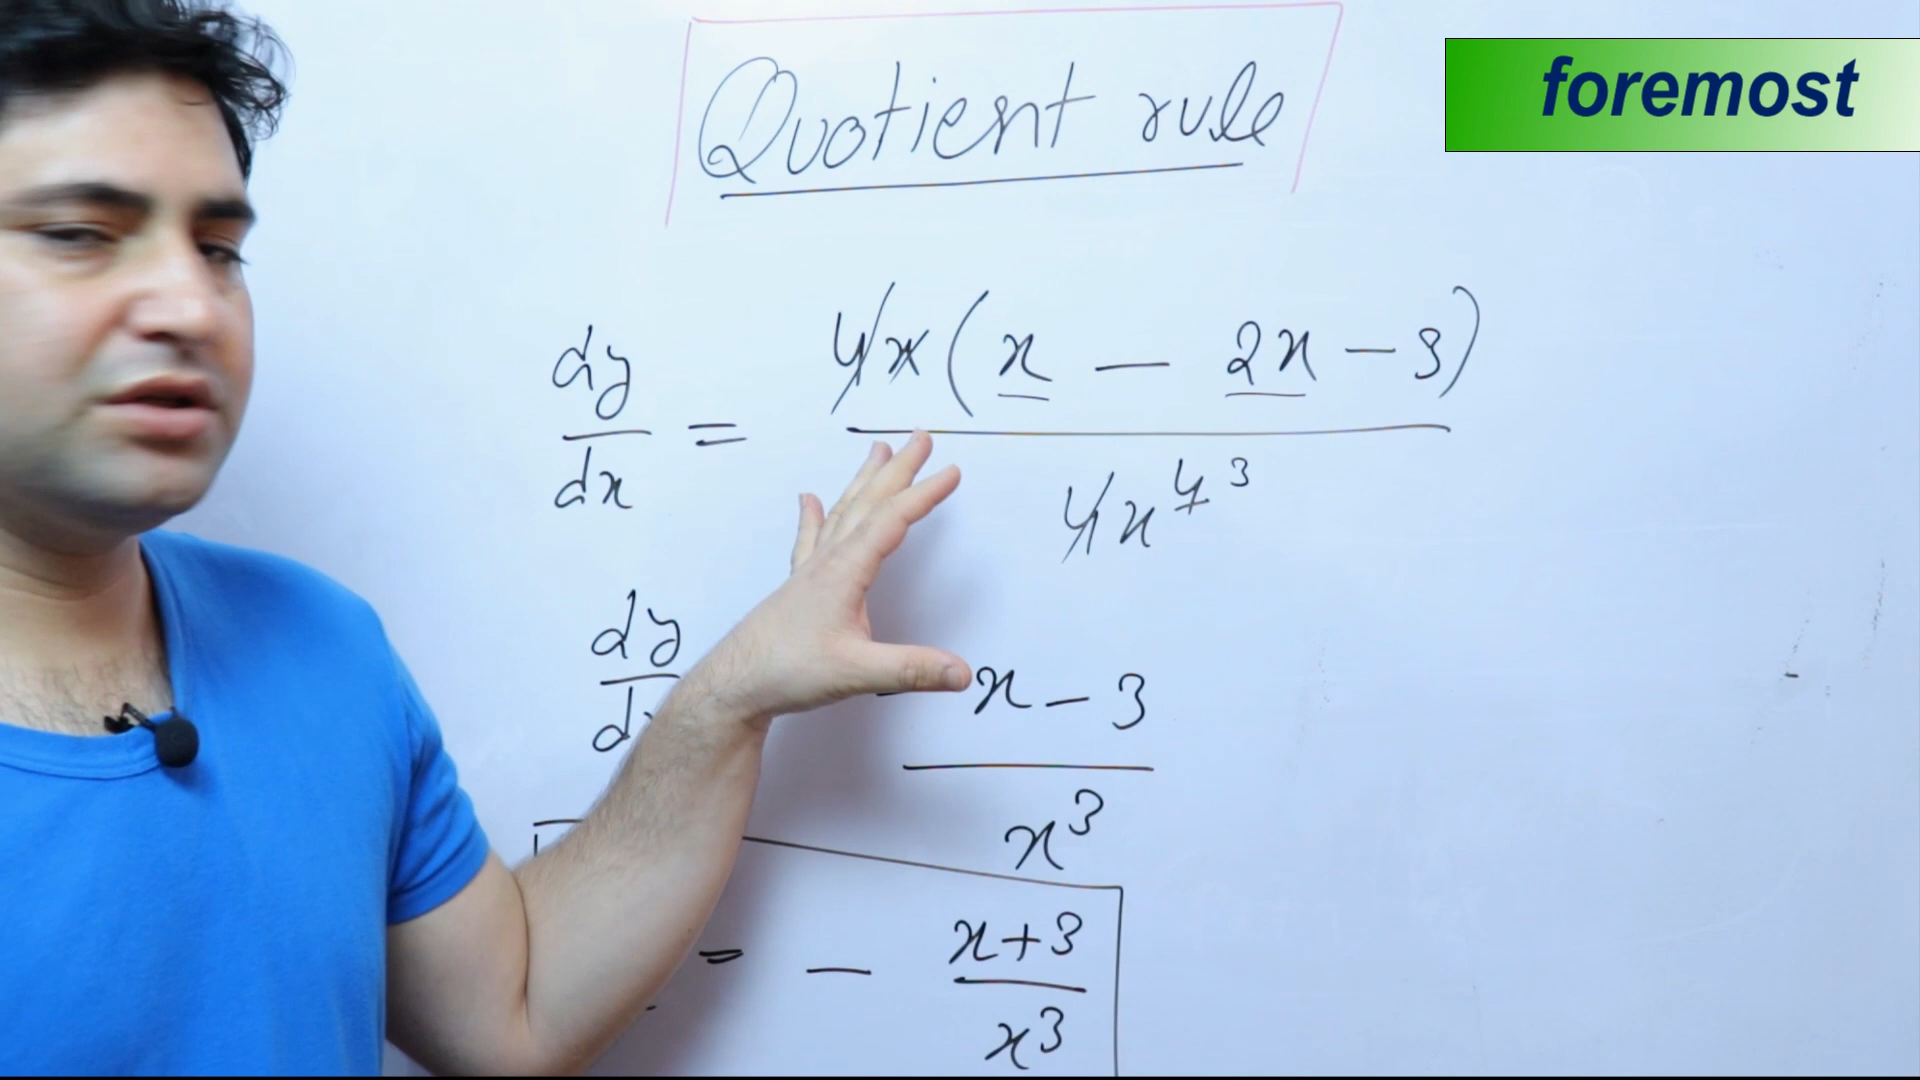 foremost
Quotient rule
dy/dx = 4x(x - 2x - 3)
4x^4 3
dy - x - 3
d x^3
= - x+3
x^3